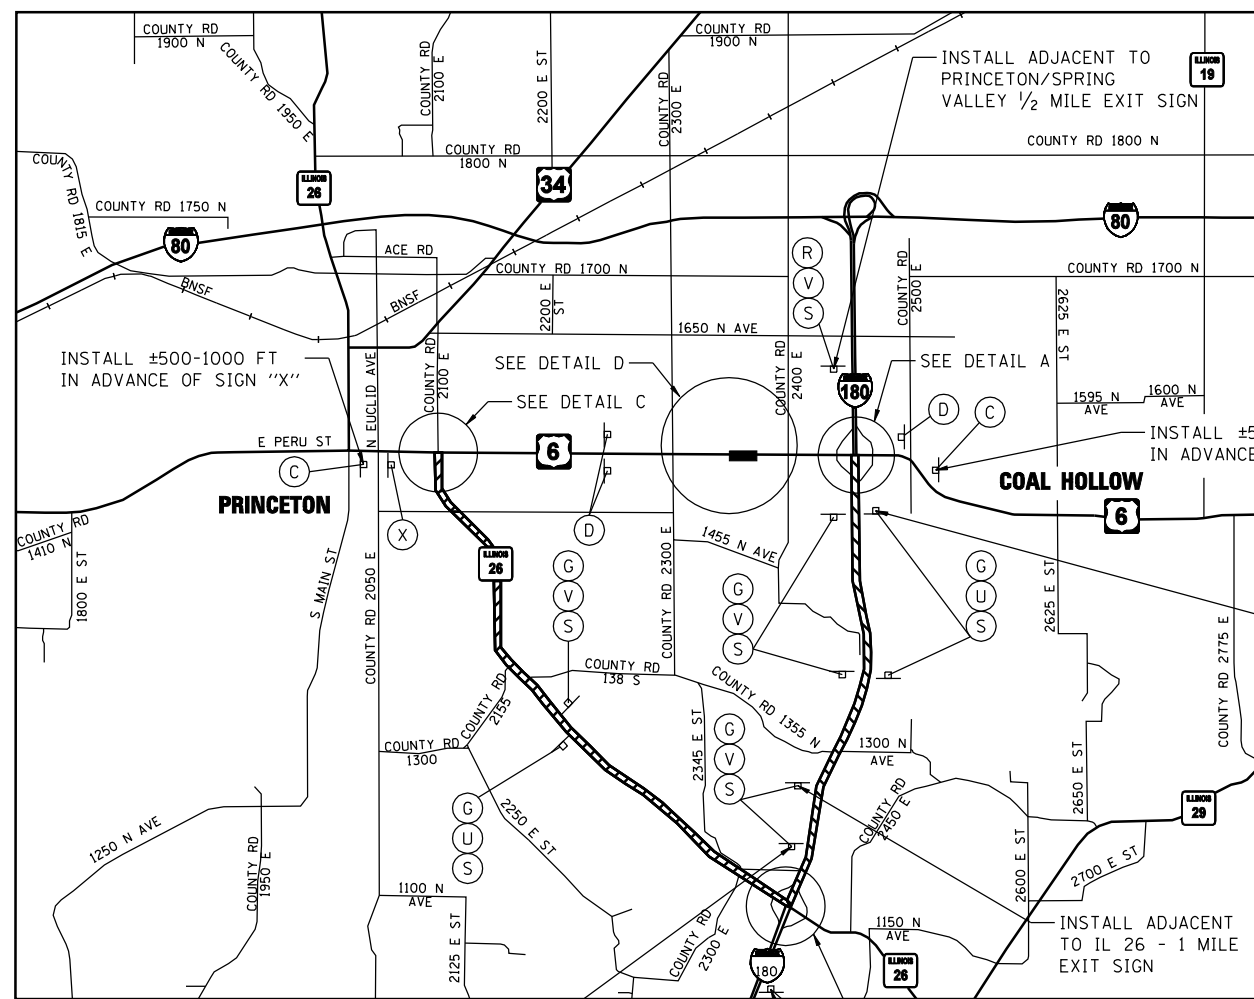 COUNTY RD
1900 N
COUNTY RD 1950 E
COUNTY RD
2100 E
2200 E ST
COUNTY RD
1900 N
COUNTY RD
2300 E
INSTALL ADJACENT TO
PRINCETON/SPRING
VALLEY 1/2 MILE EXIT SIGN
ILLINOIS
19
COUNTY RD
1800 N
COUNTY RD 1800 N
COUNTY RD 1815 E
ILLINOIS
26
34
COUNTY RD 1750 N
80
80
ACE RD
COUNTY RD 1700 N
R
V
S
COUNTY RD
2500 E
COUNTY RD 1700 N
BNSF
BNSF
2200 E
ST
2625 E ST
1650 N AVE
INSTALL ±500-1000 FT
IN ADVANCE OF SIGN "X"
N EUCLID AVE
COUNTY RD
2100 E
SEE DETAIL D
COUNTY RD
2400 E
SEE DETAIL A
180
SEE DETAIL C
D
C
1595 N
AVE
1600 N
AVE
E PERU ST
6
INSTALL ±5
IN ADVANCE
C
PRINCETON
COAL HOLLOW
6
COUNTY RD
1410 N
X
D
1455 N AVE
ILLINOIS
26
G
V
S
G
V
S
G
U
S
1800 E ST
S MAIN ST
COUNTY RD 2050 E
COUNTY RD 2300 E
2625 E ST
COUNTY RD 2775 E
COUNTY RD
138 S
COUNTY RD 1355 N
COUNTY RD
2155
COUNTY RD
1300
G
V
S
2345 E ST
1300 N
AVE
2650 E ST
COUNTY RD
2450 E
ILLINOIS
29
G
U
S
2250 E ST
1250 N AVE
COUNTY RD
1950 E
2600 E ST
2700 E ST
1100 N
AVE
2125 E ST
COUNTY RD
2300 E
1150 N
AVE
INSTALL ADJACENT
TO IL 26 - 1 MILE
EXIT SIGN
180
ILLINOIS
26